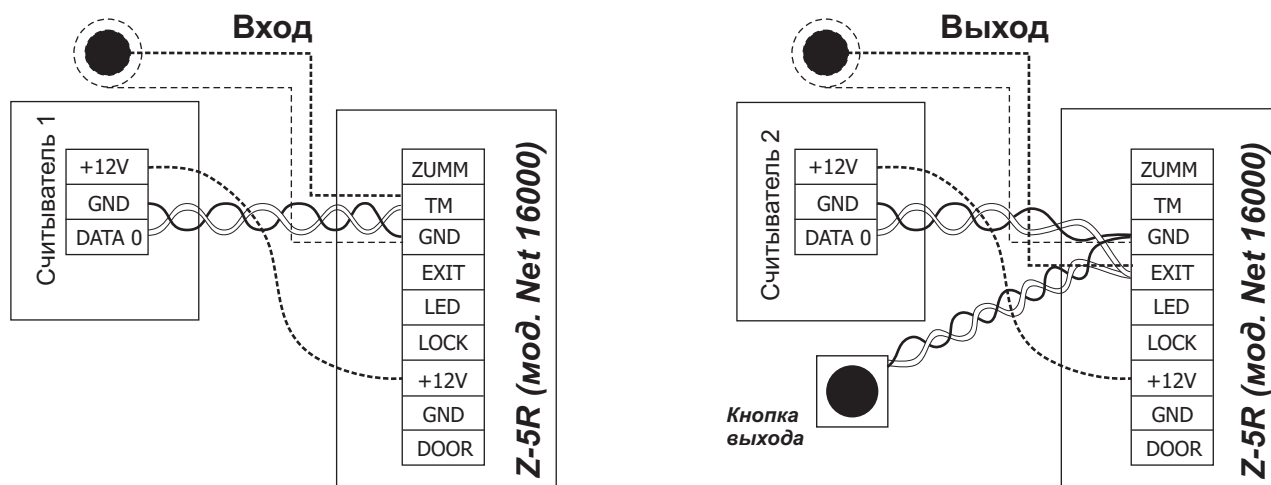 Вход
Считыватель 1
+12V
GND
DATA 0
ZUMM
TM
GND
EXIT
LED
LOCK
+12V
GND
DOOR
Z-5R (мод. Net 16000)
Выход
Считыватель 2
+12V
GND
DATA 0
Кнопка
выхода
ZUMM
TM
GND
EXIT
LED
LOCK
+12V
GND
DOOR
Z-5R (мод. Net 16000)